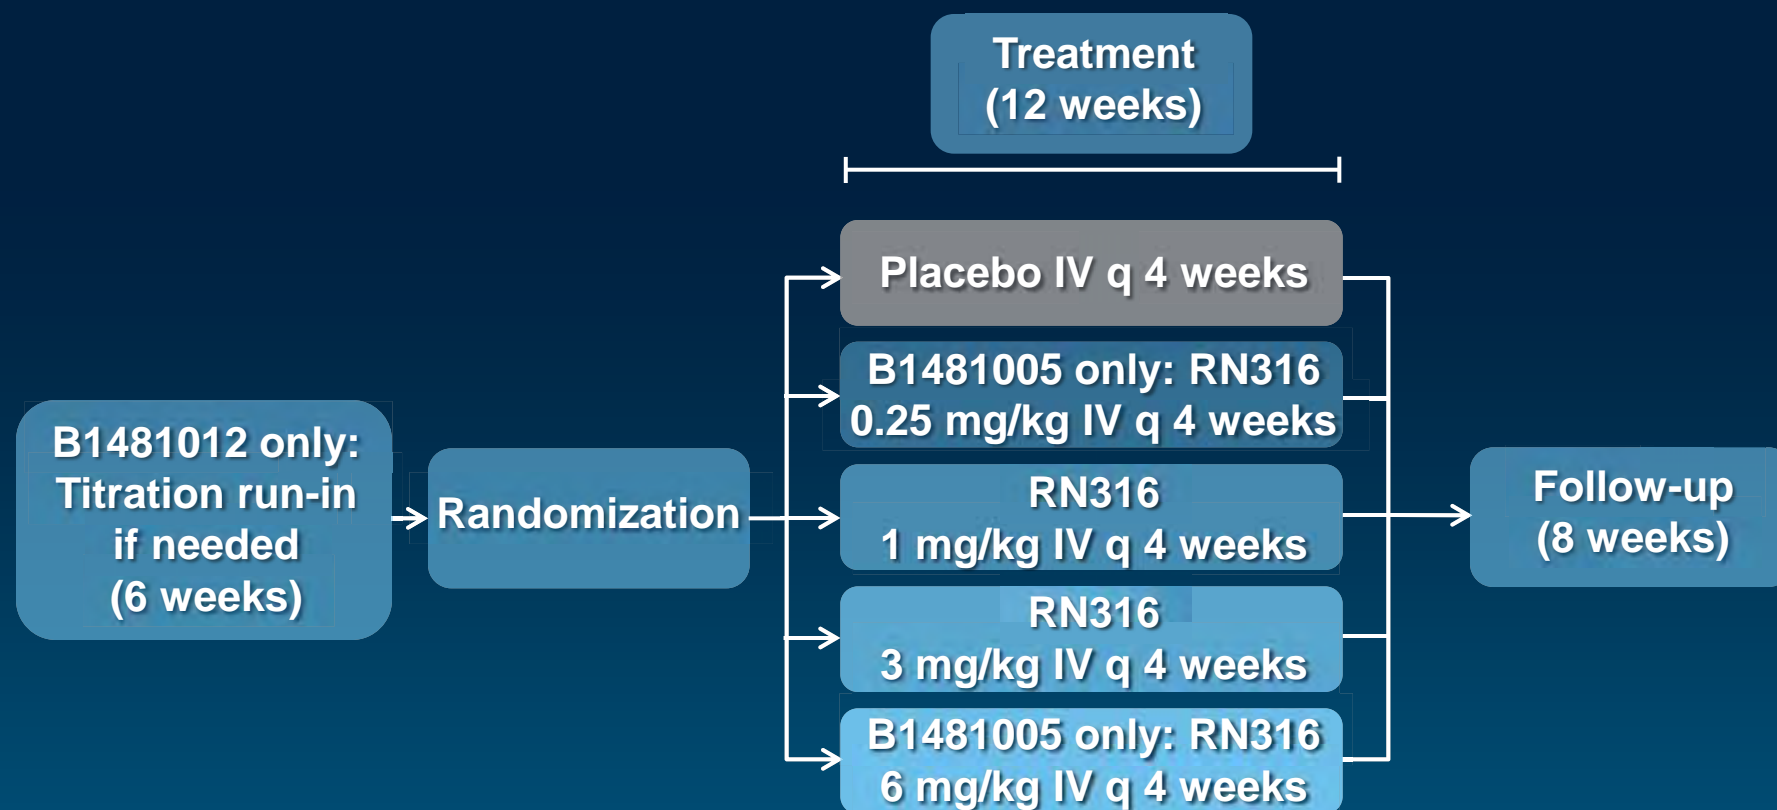 Treatment
(12 weeks)
Placebo IV q 4 weeks
B1481005 only: RN316
0.25 mg/kg IV q 4 weeks
B1481012 only:
Titration run-in
if needed
(6 weeks)
Randomization
RN316
1 mg/kg IV q 4 weeks
RN316
3 mg/kg IV q 4 weeks
B1481005 only: RN316
6 mg/kg IV q 4 weeks
Follow-up
(8 weeks)